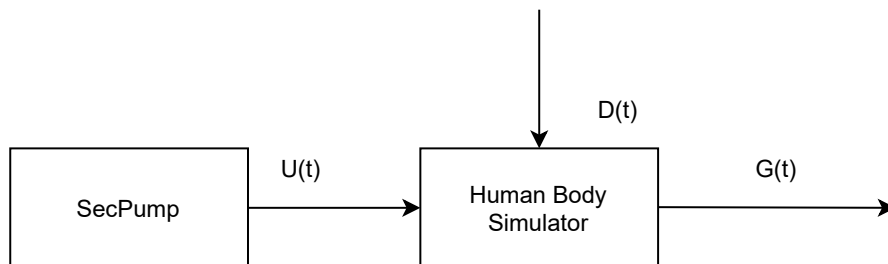 D(t)
U(t)
G(t)
SecPump
Human Body
Simulator